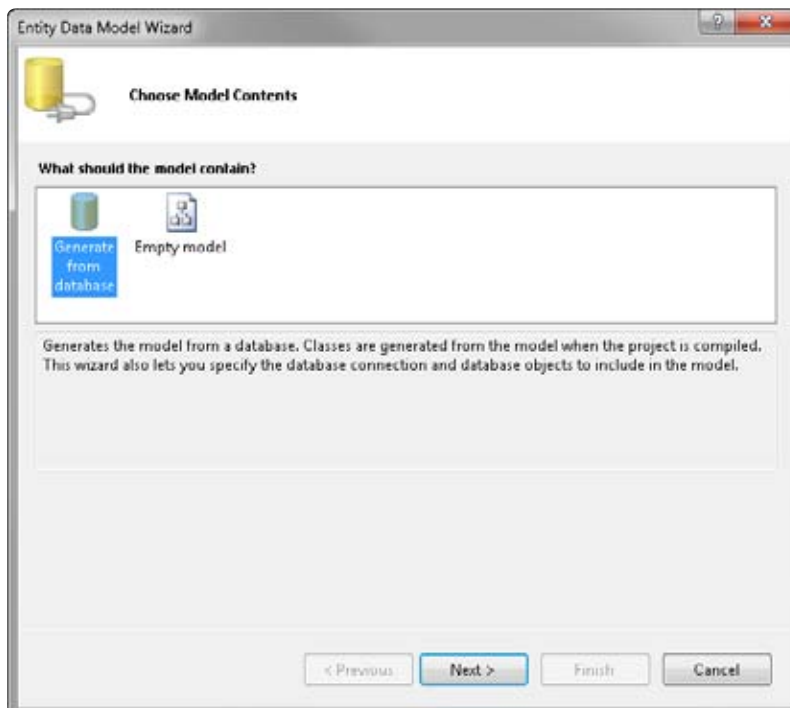 Entity Data Model Wizard
Choose Model Contents
What should the model contain?
Generate
from
database
Empty model
Generates the model from a database. Classes are generated from the model when the project is compiled.
This wizard also lets you specify the database connection and database objects to include in the model.
< Previous
Next >
Finish
Cancel